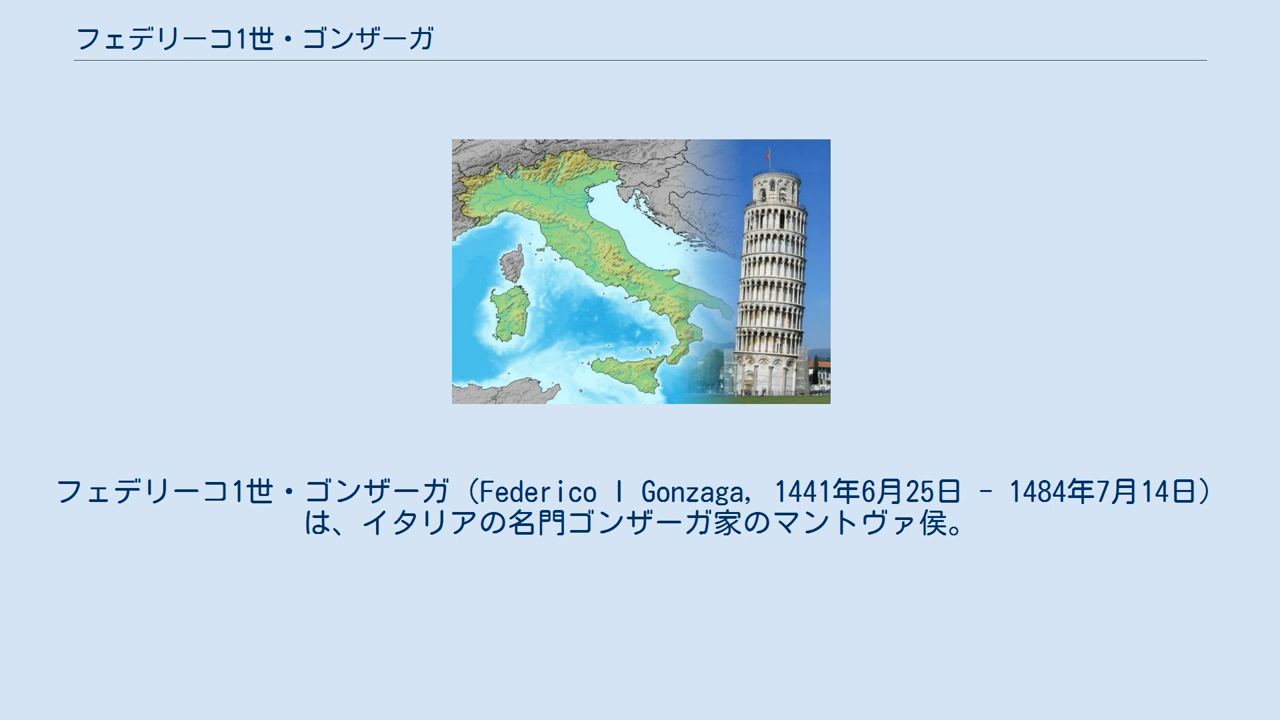 フェデリーコ1世・ゴンザーガ
フェデリーコ1世・ゴンザーガ（Federico I Gonzaga, 1441年6月25日 - 1484年7月14日）
は、イタリアの名門ゴンザーガ家のマントヴァ侯。